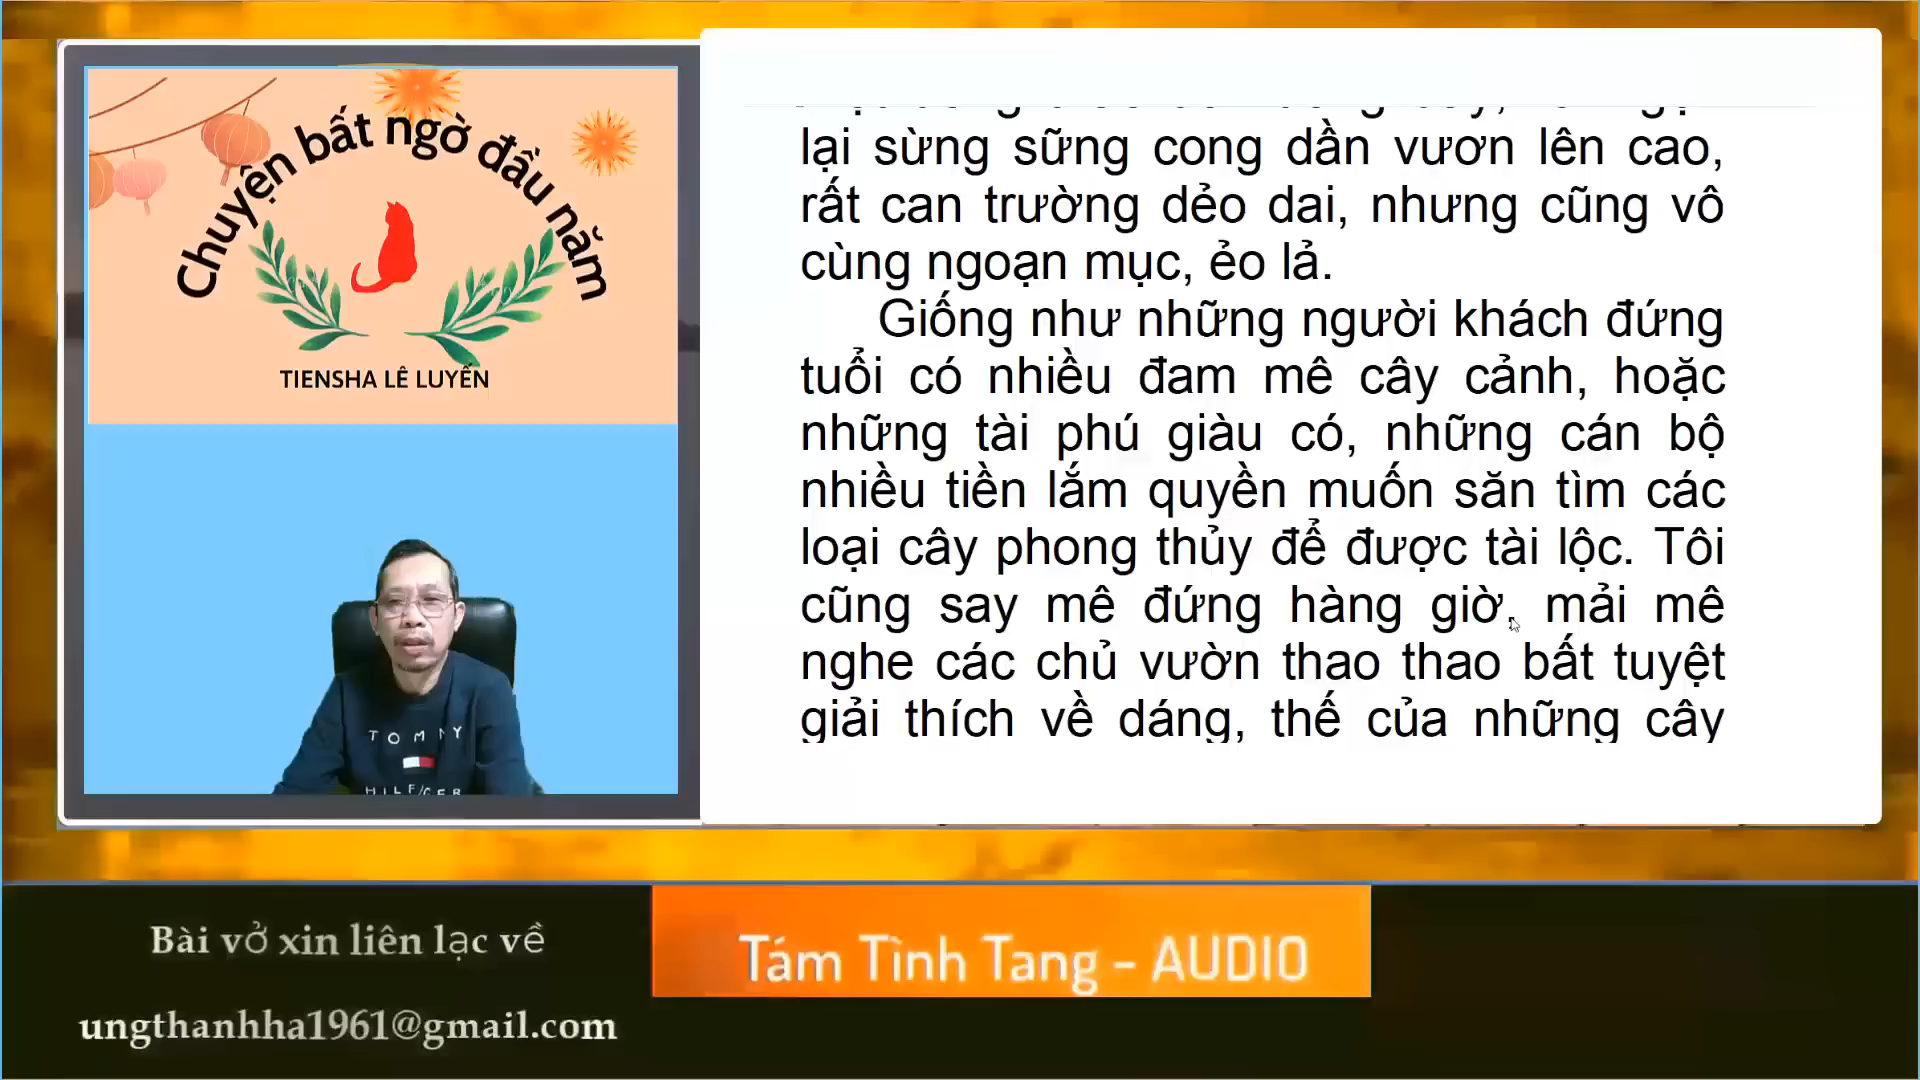 Chuyện bất ngờ đầu năm
TIENSHA LÊ LUYẾN
TOMMY
HILFIGER
lại sừng sững cong dần vươn lên cao,
rất can trường dẻo dai, nhưng cũng vô
cùng ngoạn mục, ẻo lả.
Giống như những người khách đứng
tuổi có nhiều đam mê cây cảnh, hoặc
những tài phú giàu có, những cán bộ
nhiều tiền lắm quyền muốn săn tìm các
loại cây phong thủy để được tài lộc. Tôi
cũng say mê đứng hàng giờ, mải mê
nghe các chủ vườn thao thao bất tuyệt
giải thích về dáng, thế của những cây
Bài vở xin liên lạc về
ungthanhha1961@gmail.com
Tám Tình Tang - AUDIO